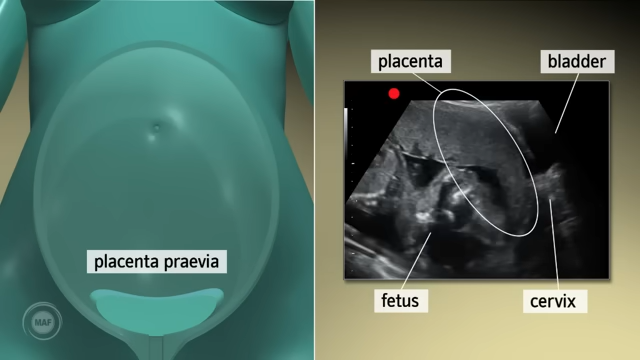 placenta praevia
MAF
placenta
bladder
fetus
cervix